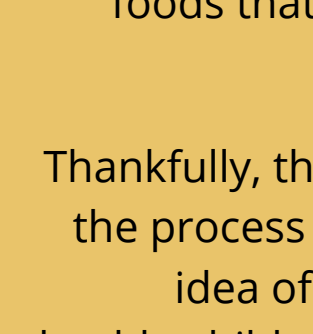 foods that
Thankfully, th
the process
idea of